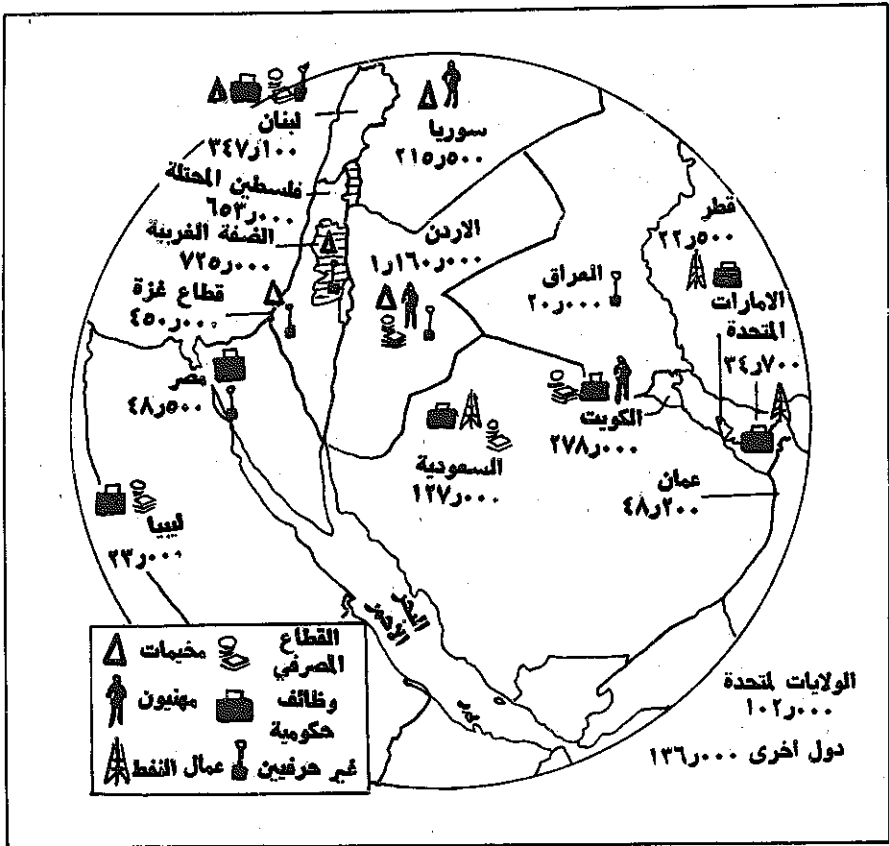 لبنان
٣٤٧ر١٠٠
سوريا
٢١٥ر٥٠٠
فلسطين المحتلة
٦٥٣ر٠٠٠
الضفة الغربية
٧٢٥ر٠٠٠
قطاع غزة
٤٥٠ر٠٠٠
الاردن
١ر١٦٠ر٠٠٠
العراق
٢٠ر٠٠٠
قطر
٢٢ر٥٠٠
الامارات
المتحدة
٣٤ر٧٠٠
مصر
٤٨ر٥٠٠
الكويت
٢٧٨ر٠٠٠
السعودية
١٢٧ر٠٠٠
عمان
٤٨ر٢٠٠
ليبيا
٢٣ر٠٠٠
البحر
الأحمر
القطاع
المصرفي
مخيمات
وظائف
حكومية
مهنيون
غير حرفيين
عمال النفط
الولايات لمتحدة
١٠٢ر٠٠٠
دول اخرى ١٣٦ر٠٠٠